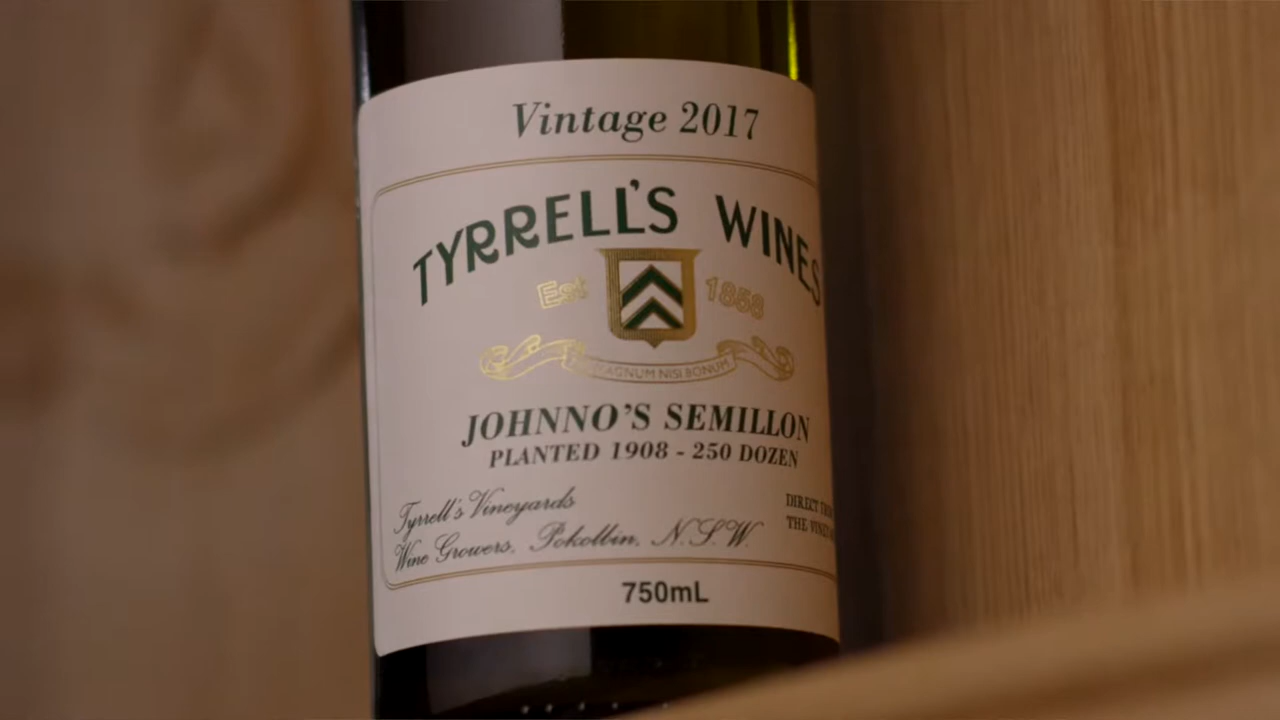 Vintage 2017
TYRRELL'S WINES
Est 1858
MAGNUM NISI BONUM
JOHNNO'S SEMILLON
PLANTED 1908 - 250 DOZEN
Tyrrell's Vineyards
Wine Growers, Pokolbin, N.S.W.
DIRECT
THE
750mL